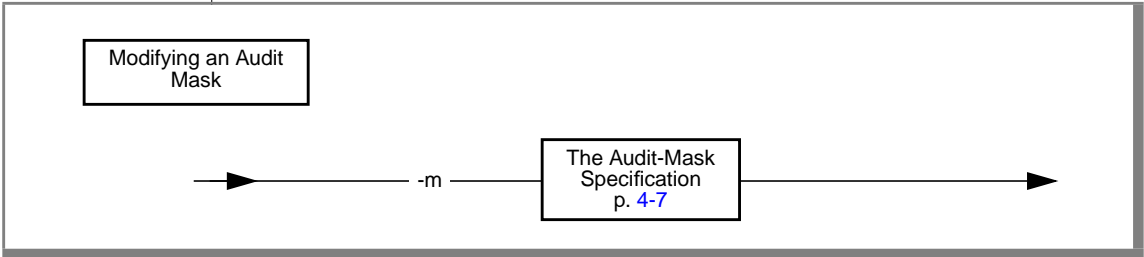 Modifying an Audit
Mask
-m
The Audit-Mask
Specification
p. 4-7